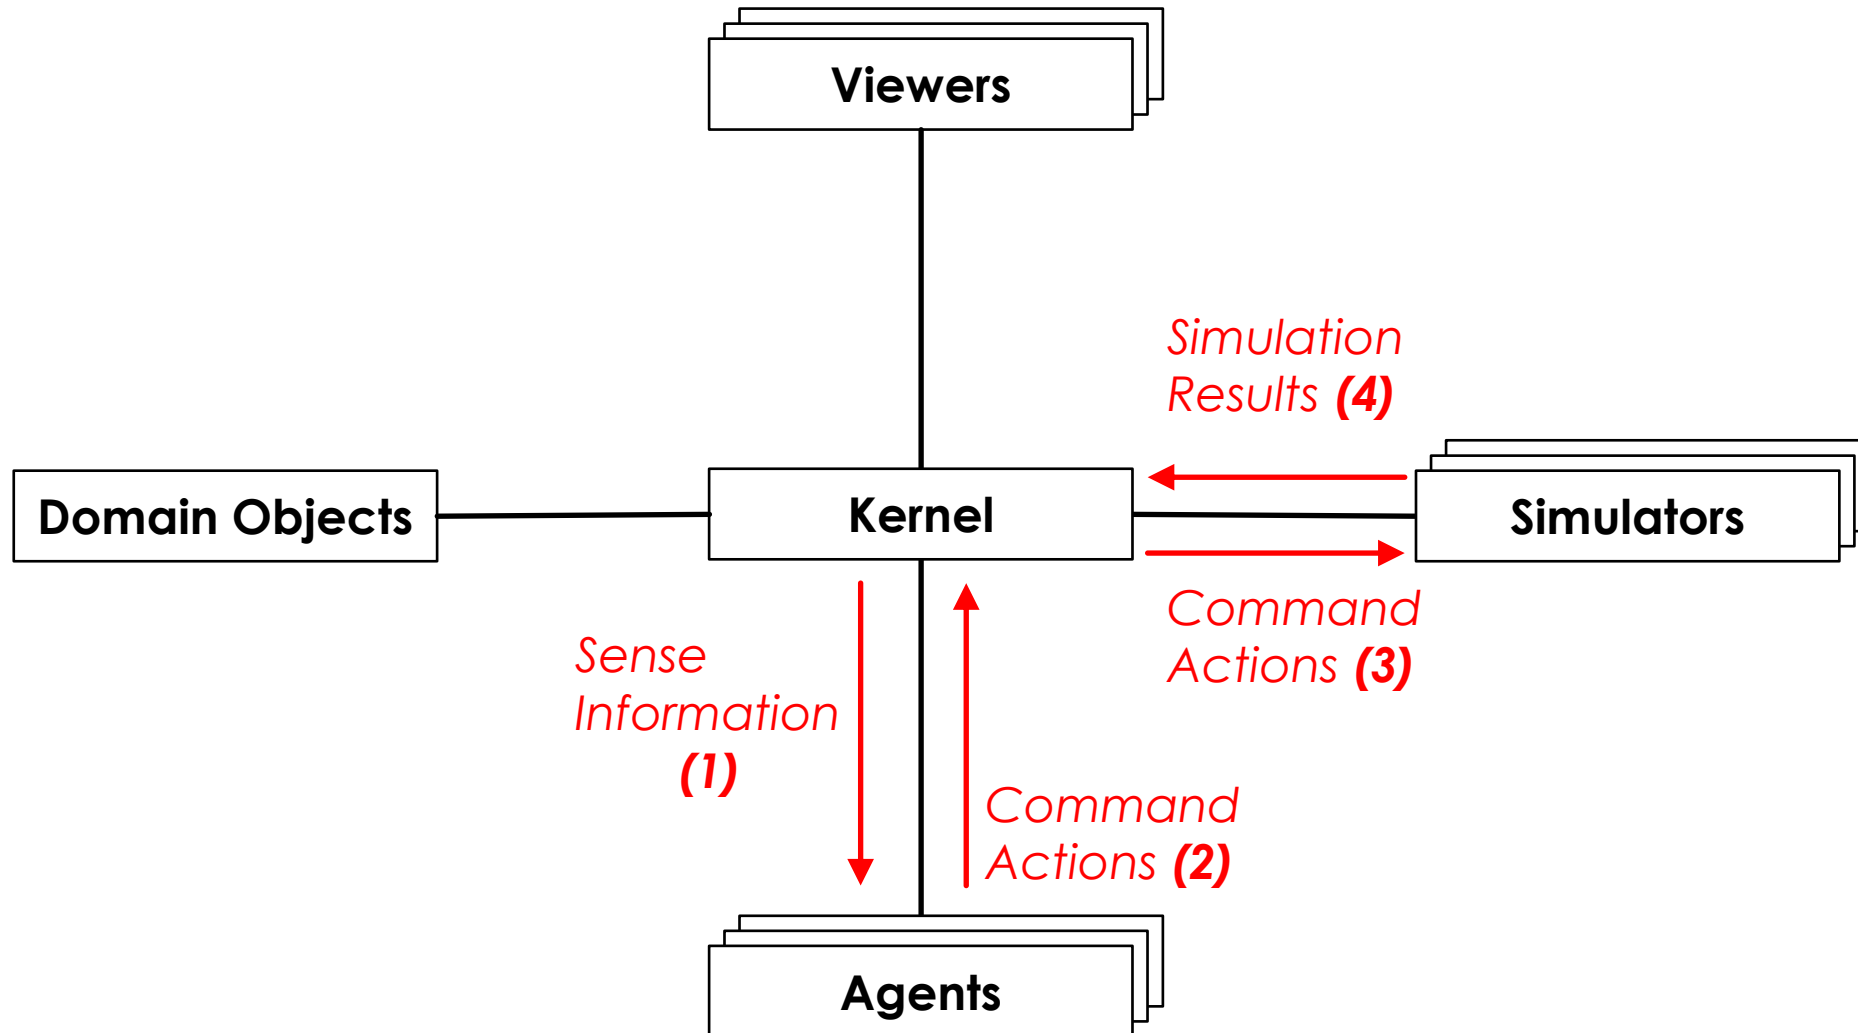 Viewers
Simulation
Results (4)
Domain Objects
Kernel
Simulators
Command
Actions (3)
Sense
Information
(1)
Command
Actions (2)
Agents